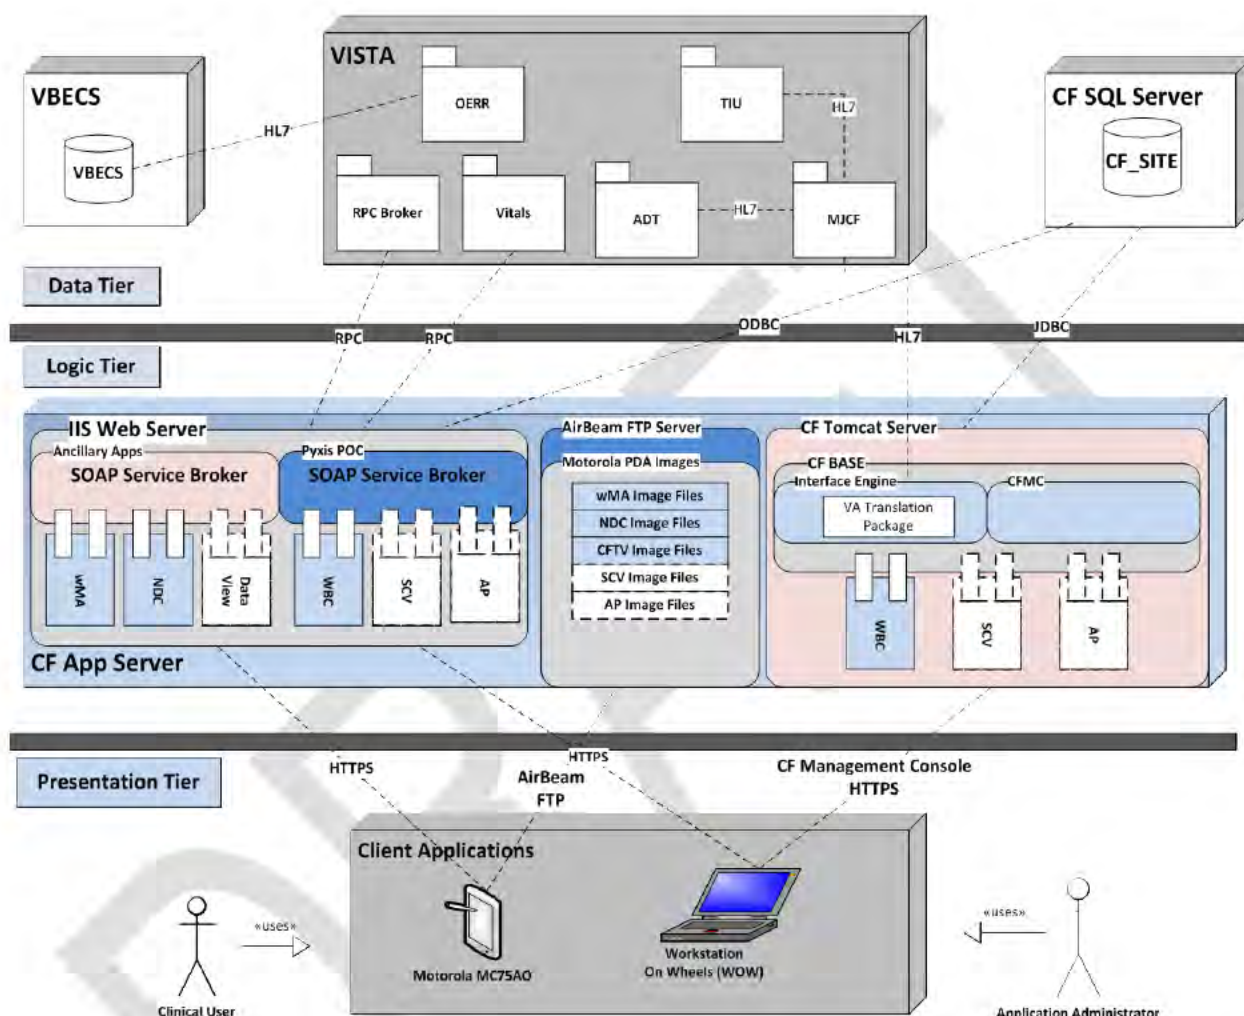 VBECS
VBECS
HL7
VISTA
OERR
TIU
HL7
RPC Broker
Vitals
ADT
HL7
MJCF
CF SQL Server
CF_SITE
Data Tier
RPC
RPC
ODBC
HL7
JDBC
Logic Tier
IIS Web Server
Ancillary Apps
SOAP Service Broker
Pyxis POC
SOAP Service Broker
wMA
NDC
Data
View
WBC
SCV
AP
CF App Server
AirBeam FTP Server
Motorola PDA Images
wMA Image Files
NDC Image Files
CFTV Image Files
SCV Image Files
AP Image Files
CF Tomcat Server
CF BASE
Interface Engine
VA Translation
Package
CFMC
WBC
SCV
AP
Presentation Tier
HTTPS
AirBeam
FTP
HTTPS
CF Management Console
HTTPS
Client Applications
Motorola MC75AO
Workstation
On Wheels (WOW)
«uses»
Clinical User
«uses»
Application Administrator